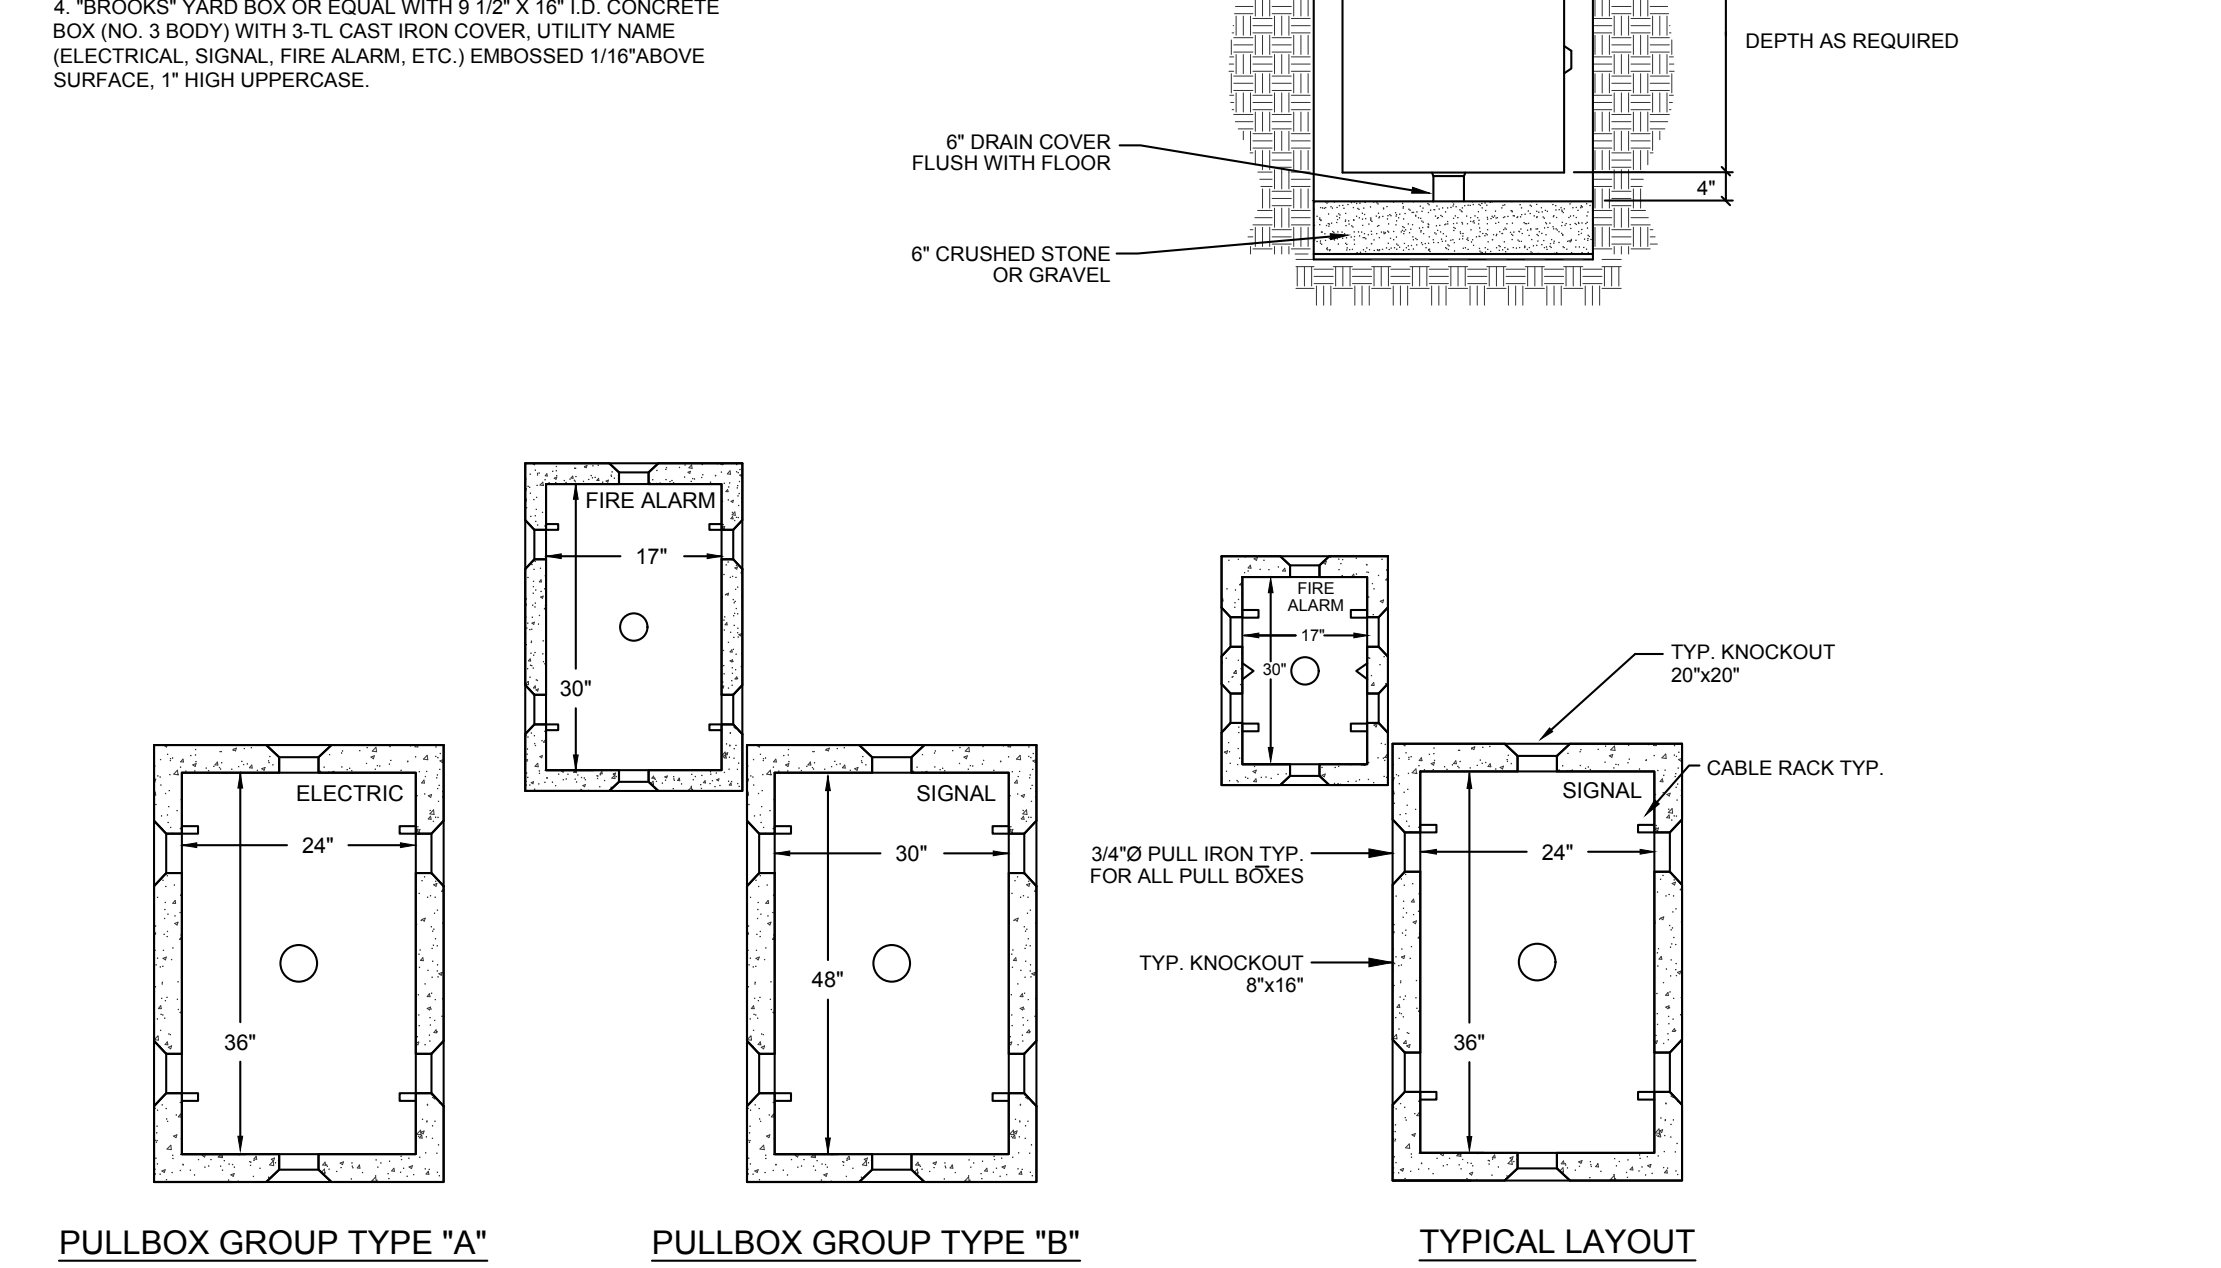 4. "BROOKS" YARD BOX OR EQUAL WITH 9 1/2" X 16" I.D. CONCRETE
BOX (NO. 3 BODY) WITH 3-TL CAST IRON COVER, UTILITY NAME
(ELECTRICAL, SIGNAL, FIRE ALARM, ETC.) EMBOSSED 1/16"ABOVE
SURFACE, 1" HIGH UPPERCASE.
DEPTH AS REQUIRED
6" DRAIN COVER
FLUSH WITH FLOOR
4"
6" CRUSHED STONE
OR GRAVEL
FIRE ALARM
17"
30"
ELECTRIC
24"
36"
SIGNAL
30"
48"
FIRE
ALARM
17"
30"
TYP. KNOCKOUT
20"x20"
CABLE RACK TYP.
SIGNAL
24"
36"
3/4"Ø PULL IRON TYP.
FOR ALL PULL BOXES
TYP. KNOCKOUT
8"x16"
PULLBOX GROUP TYPE "A"
PULLBOX GROUP TYPE "B"
TYPICAL LAYOUT